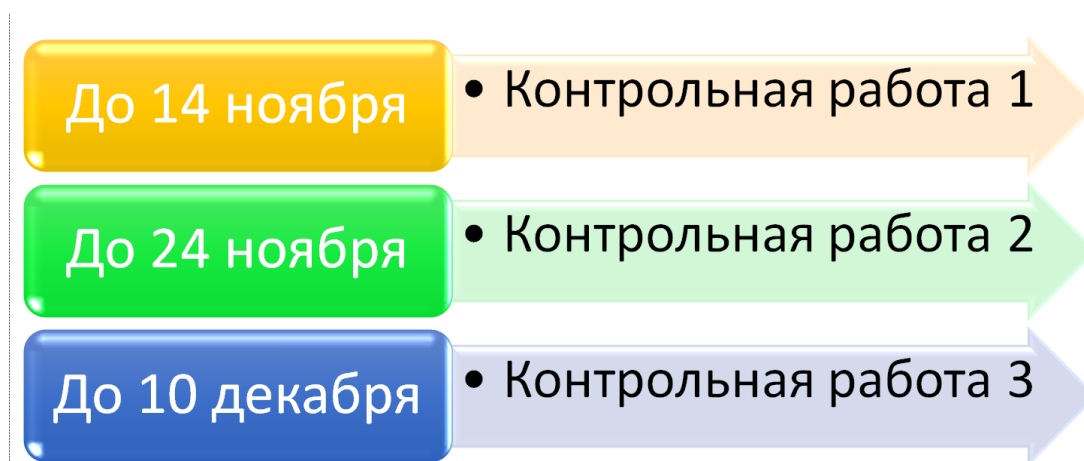 До 14 ноября
• Контрольная работа 1
До 24 ноября
• Контрольная работа 2
До 10 декабря
• Контрольная работа 3